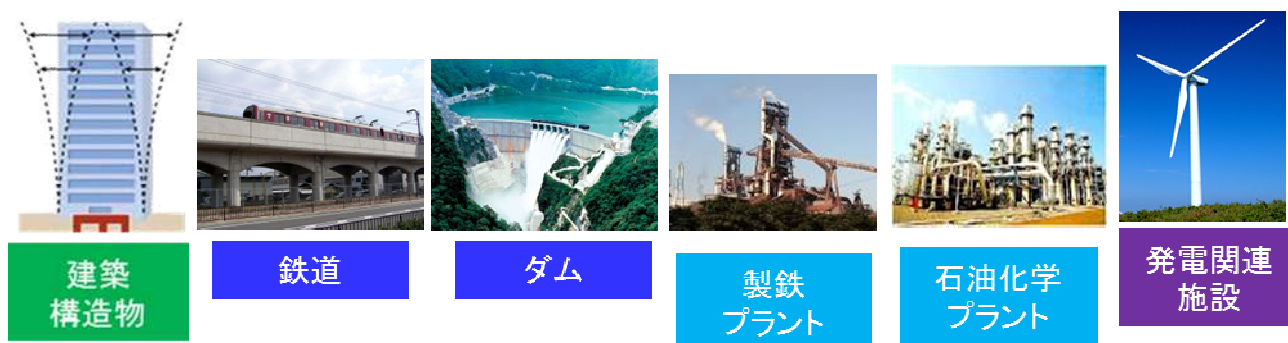 建築
構造物
鉄道
ダム
製鉄
プラント
石油化学
プラント
発電関連
施設